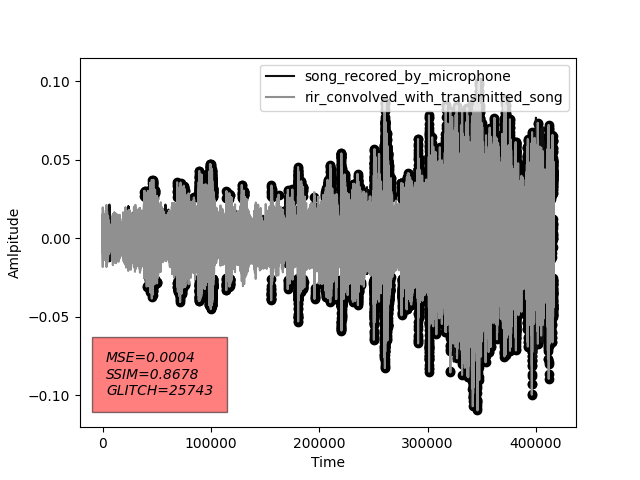 song_recored_by_microphone
rir_convolved_with_transmitted_song
0.10
0.05
0.00
−0.05
−0.10
Amlpitude
MSE=0.0004
SSIM=0.8678
GLITCH=25743
0 100000 200000 300000 400000
Time